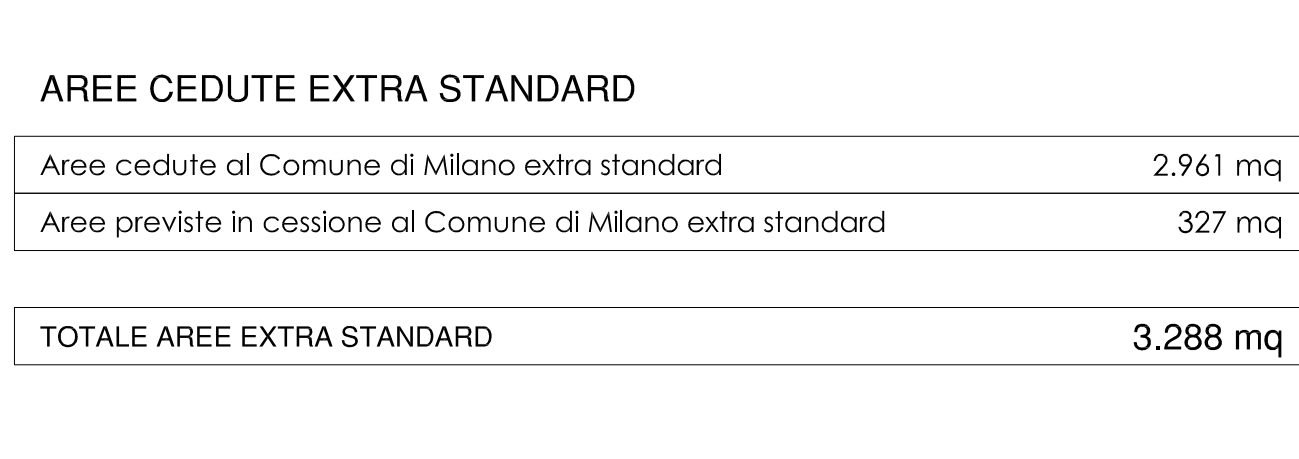 AREE CEDUTE EXTRA STANDARD
Aree cedute al Comune di Milano extra standard 2.961 mq
Aree previste in cessione al Comune di Milano extra standard 327 mq
TOTALE AREE EXTRA STANDARD 3.288 mq